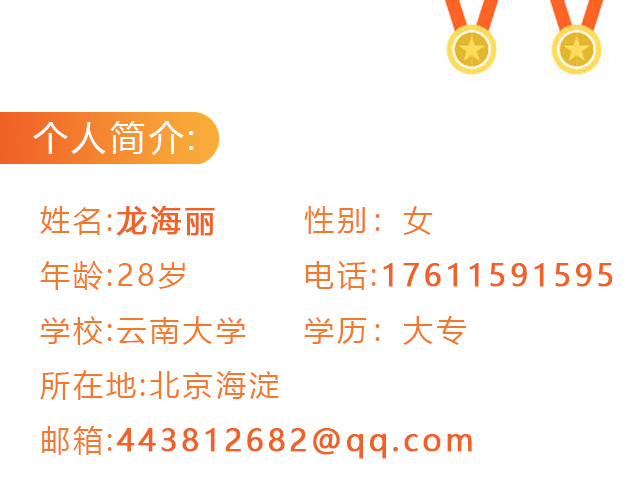 个人简介:
姓名:龙海丽 性别：女
年龄:28岁 电话:17611591595
学校:云南大学 学历：大专
所在地:北京海淀
邮箱:443812682@qq.com